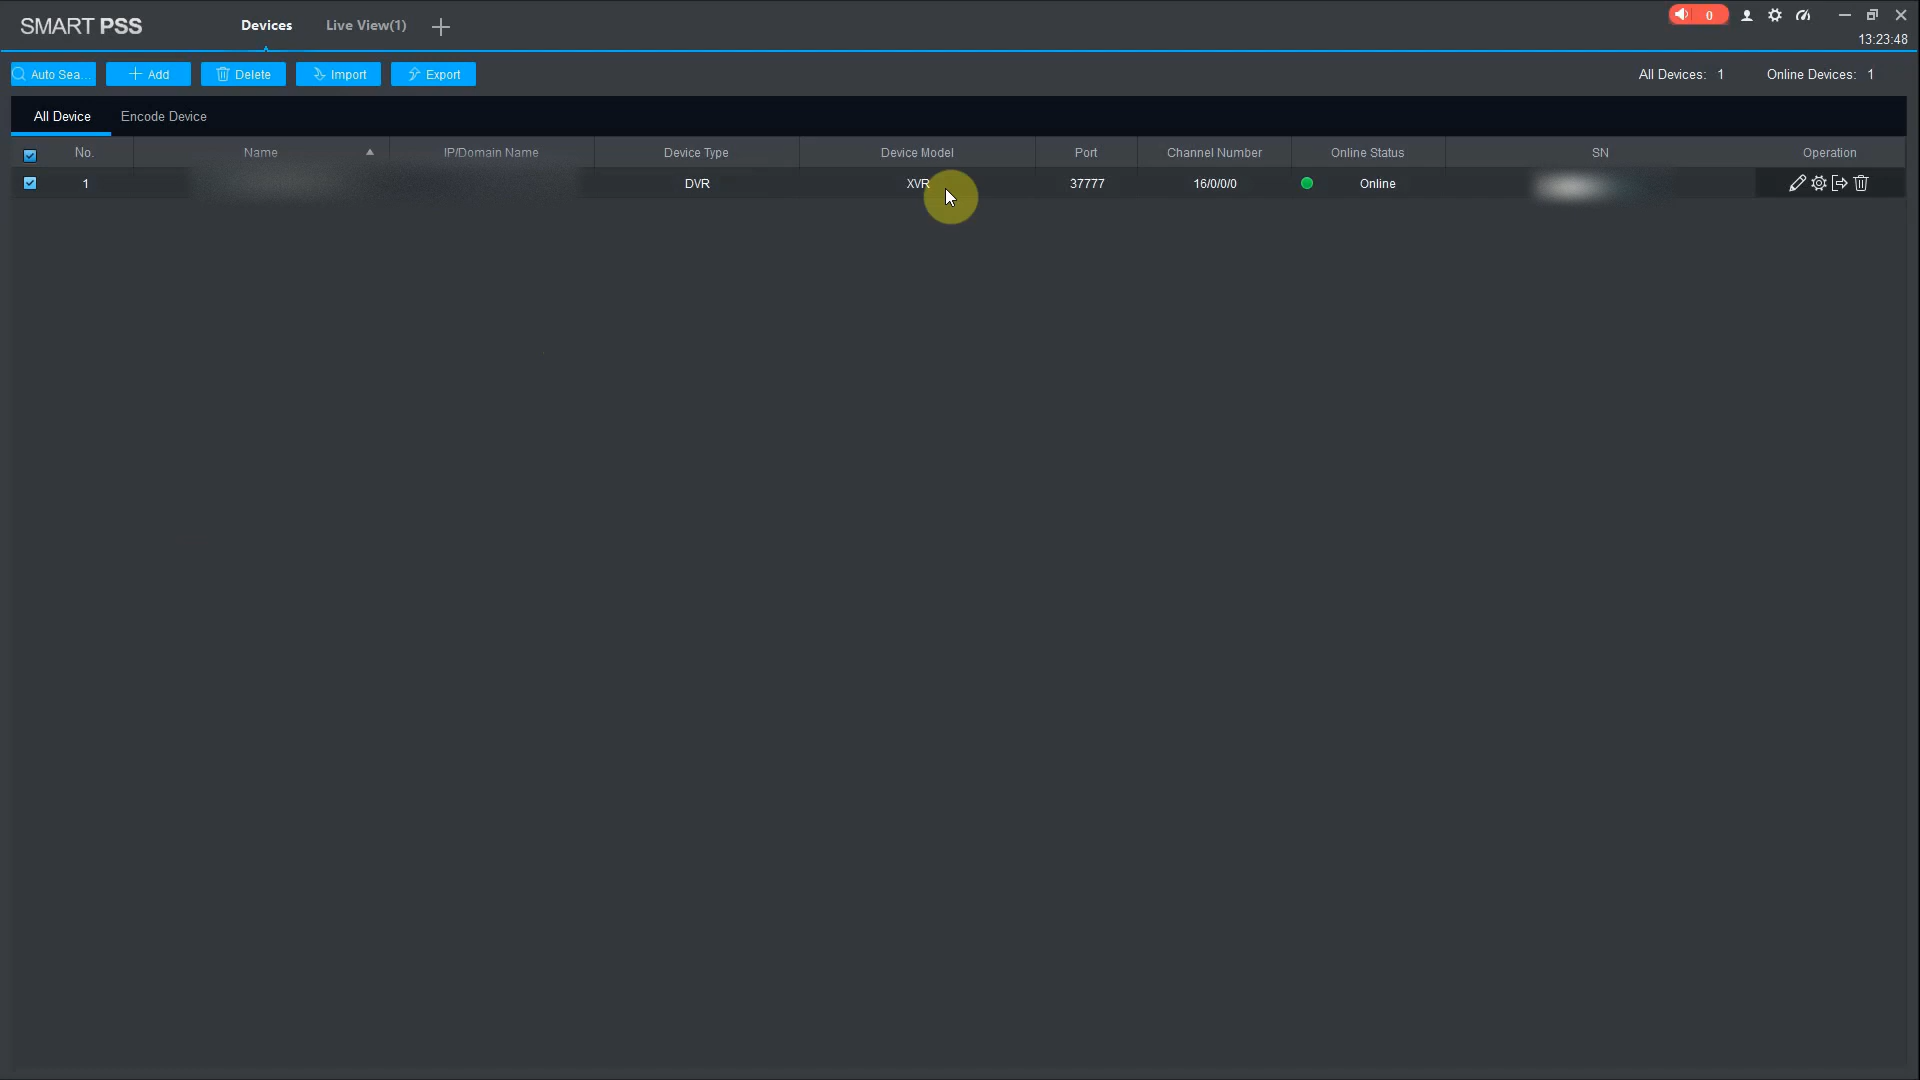 SMART PSS Devices Live View(1) 0
13:23:48
Auto Sea... Add Delete Import Export All Devices: 1 Online Devices: 1
All Device Encode Device
No. Name IP/Domain Name Device Type Device Model Port Channel Number Online Status SN Operation
1 DVR XVR 37777 16/0/0/0 Online